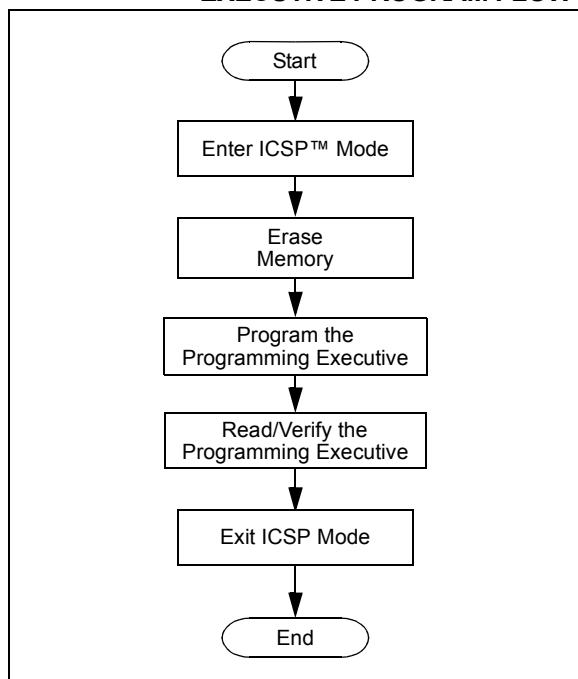 Start
Enter ICSP™ Mode
Erase
Memory
Program the
Programming Executive
Read/Verify the
Programming Executive
Exit ICSP Mode
End